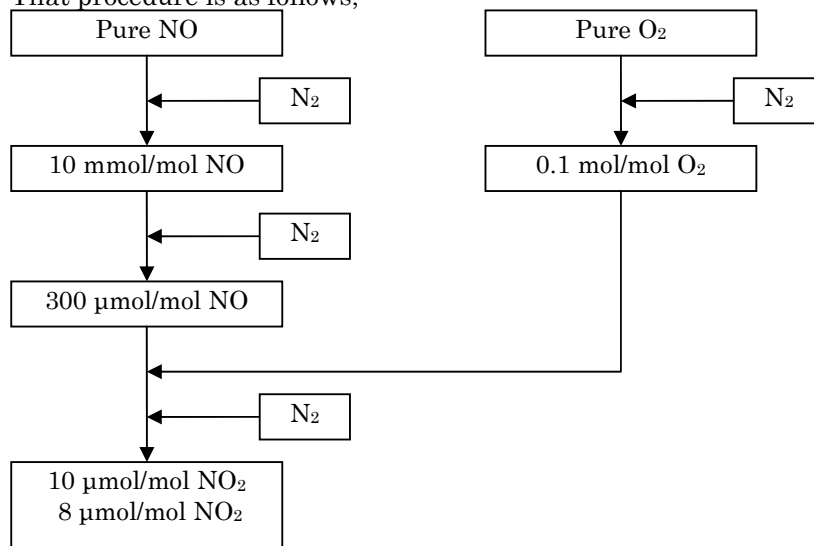 That procedure is as follows,
Pure NO
Pure O₂
N₂
N₂
10 mmol/mol NO
0.1 mol/mol O₂
N₂
300 µmol/mol NO
N₂
10 µmol/mol NO₂
8 µmol/mol NO₂